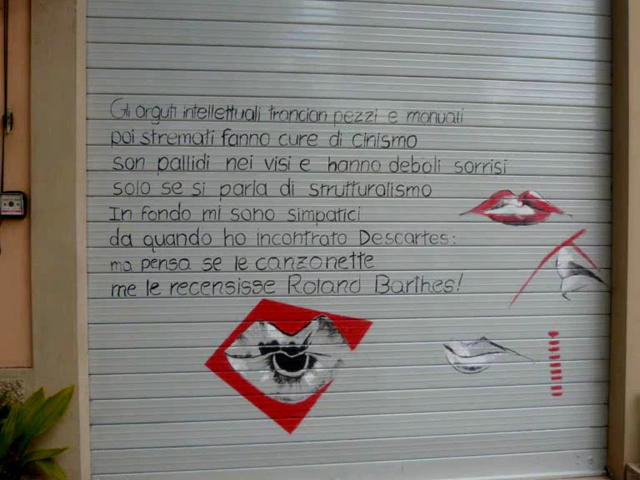 Gli arguti intellettuali trancian pezzi e manuali
poi stremati fanno cure di cinismo
son pallidi nei visi e hanno deboli sorrisi
solo se si parla di strutturalismo
In fondo mi sono simpatici
da quando ho incontrato Descartes:
ma pensa se le canzonette
me le recensisse Roland Barthes!